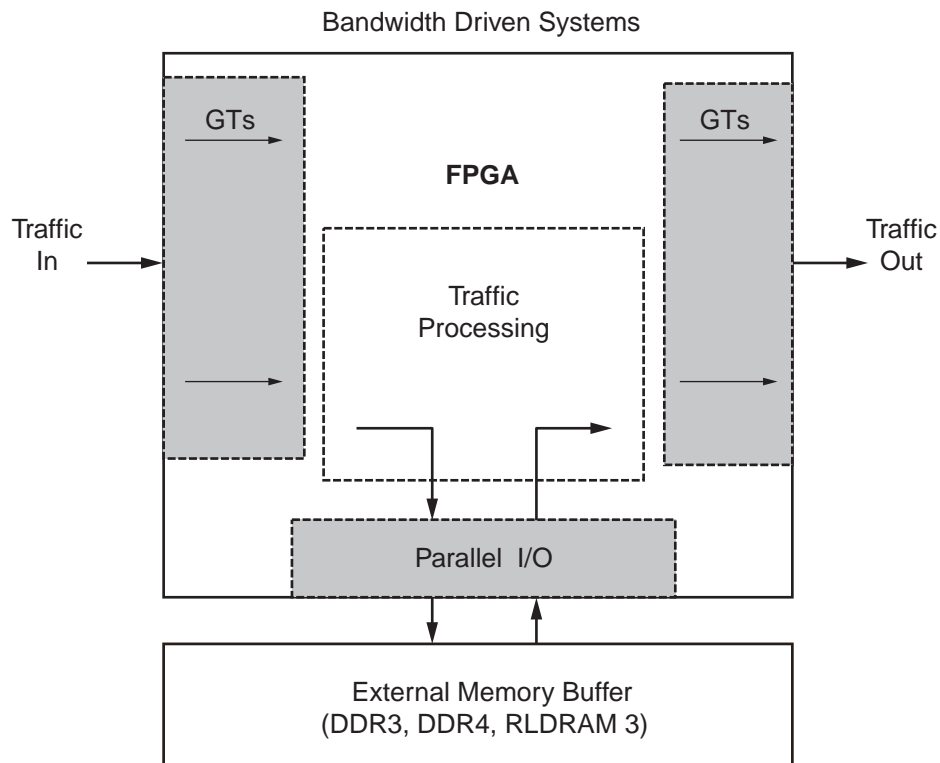 Bandwidth Driven Systems
GTs
GTs
FPGA
Traffic
In
Traffic
Out
Traffic
Processing
Parallel I/O
External Memory Buffer
(DDR3, DDR4, RLDRAM 3)